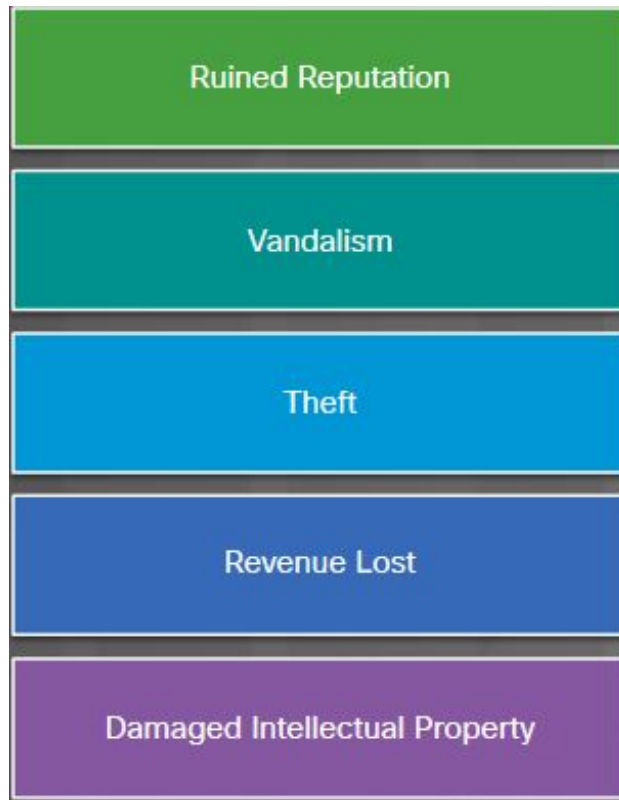 Ruined Reputation
Vandalism
Theft
Revenue Lost
Damaged Intellectual Property